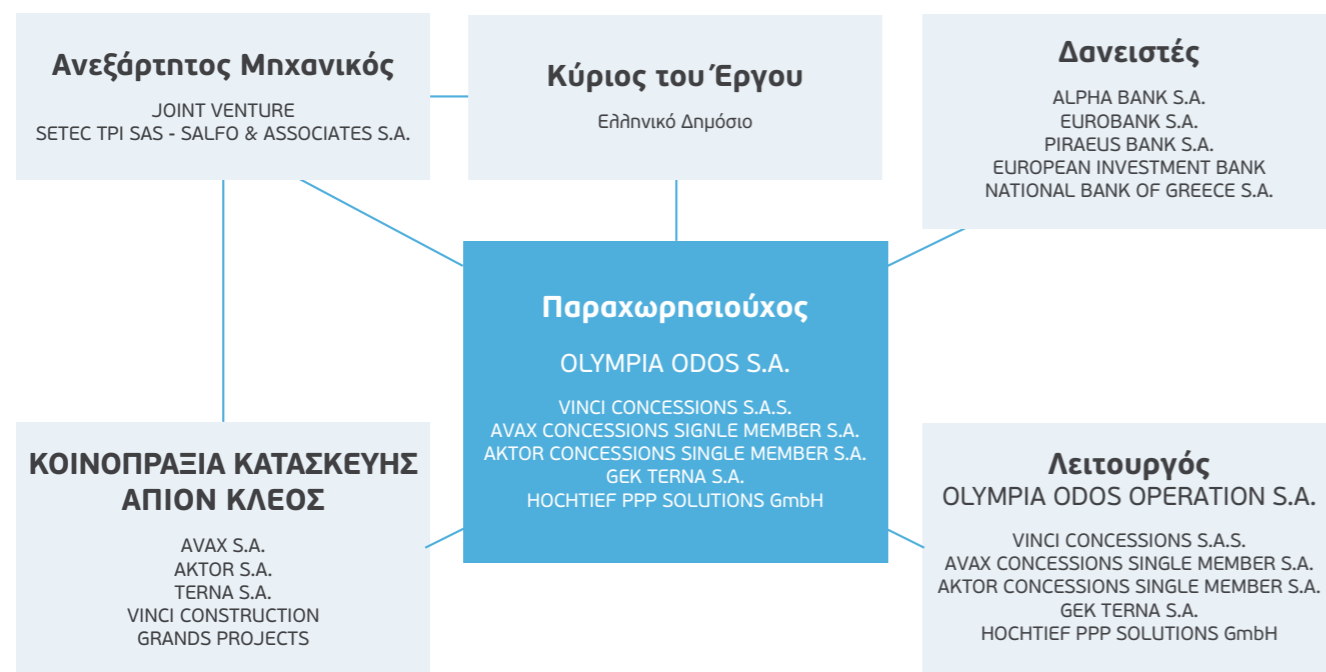 Ανεξάρτητος Μηχανικός
JOINT VENTURE
SETEC TPI SAS - SALFO & ASSOCIATES S.A.
Κύριος του Έργου
Ελληνικό Δημόσιο
Δανειστές
ALPHA BANK S.A.
EUROBANK S.A.
PIRAEUS BANK S.A.
EUROPEAN INVESTMENT BANK
NATIONAL BANK OF GREECE S.A.
Παραχωρησιούχος
OLYMPIA ODOS S.A.
VINCI CONCESSIONS S.A.S.
AVAX CONCESSIONS SIGNLE MEMBER S.A.
AKTOR CONCESSIONS SINGLE MEMBER S.A.
GEK TERNA S.A.
HOCHTIEF PPP SOLUTIONS GmbH
ΚΟΙΝΟΠΡΑΞΙΑ ΚΑΤΑΣΚΕΥΗΣ
ΑΠΙΟΝ ΚΛΕΟΣ
AVAX S.A.
AKTOR S.A.
TERNA S.A.
VINCI CONSTRUCTION
GRANDS PROJECTS
Λειτουργός
OLYMPIA ODOS OPERATION S.A.
VINCI CONCESSIONS S.A.S.
AVAX CONCESSIONS SINGLE MEMBER S.A.
AKTOR CONCESSIONS SINGLE MEMBER S.A.
GEK TERNA S.A.
HOCHTIEF PPP SOLUTIONS GmbH